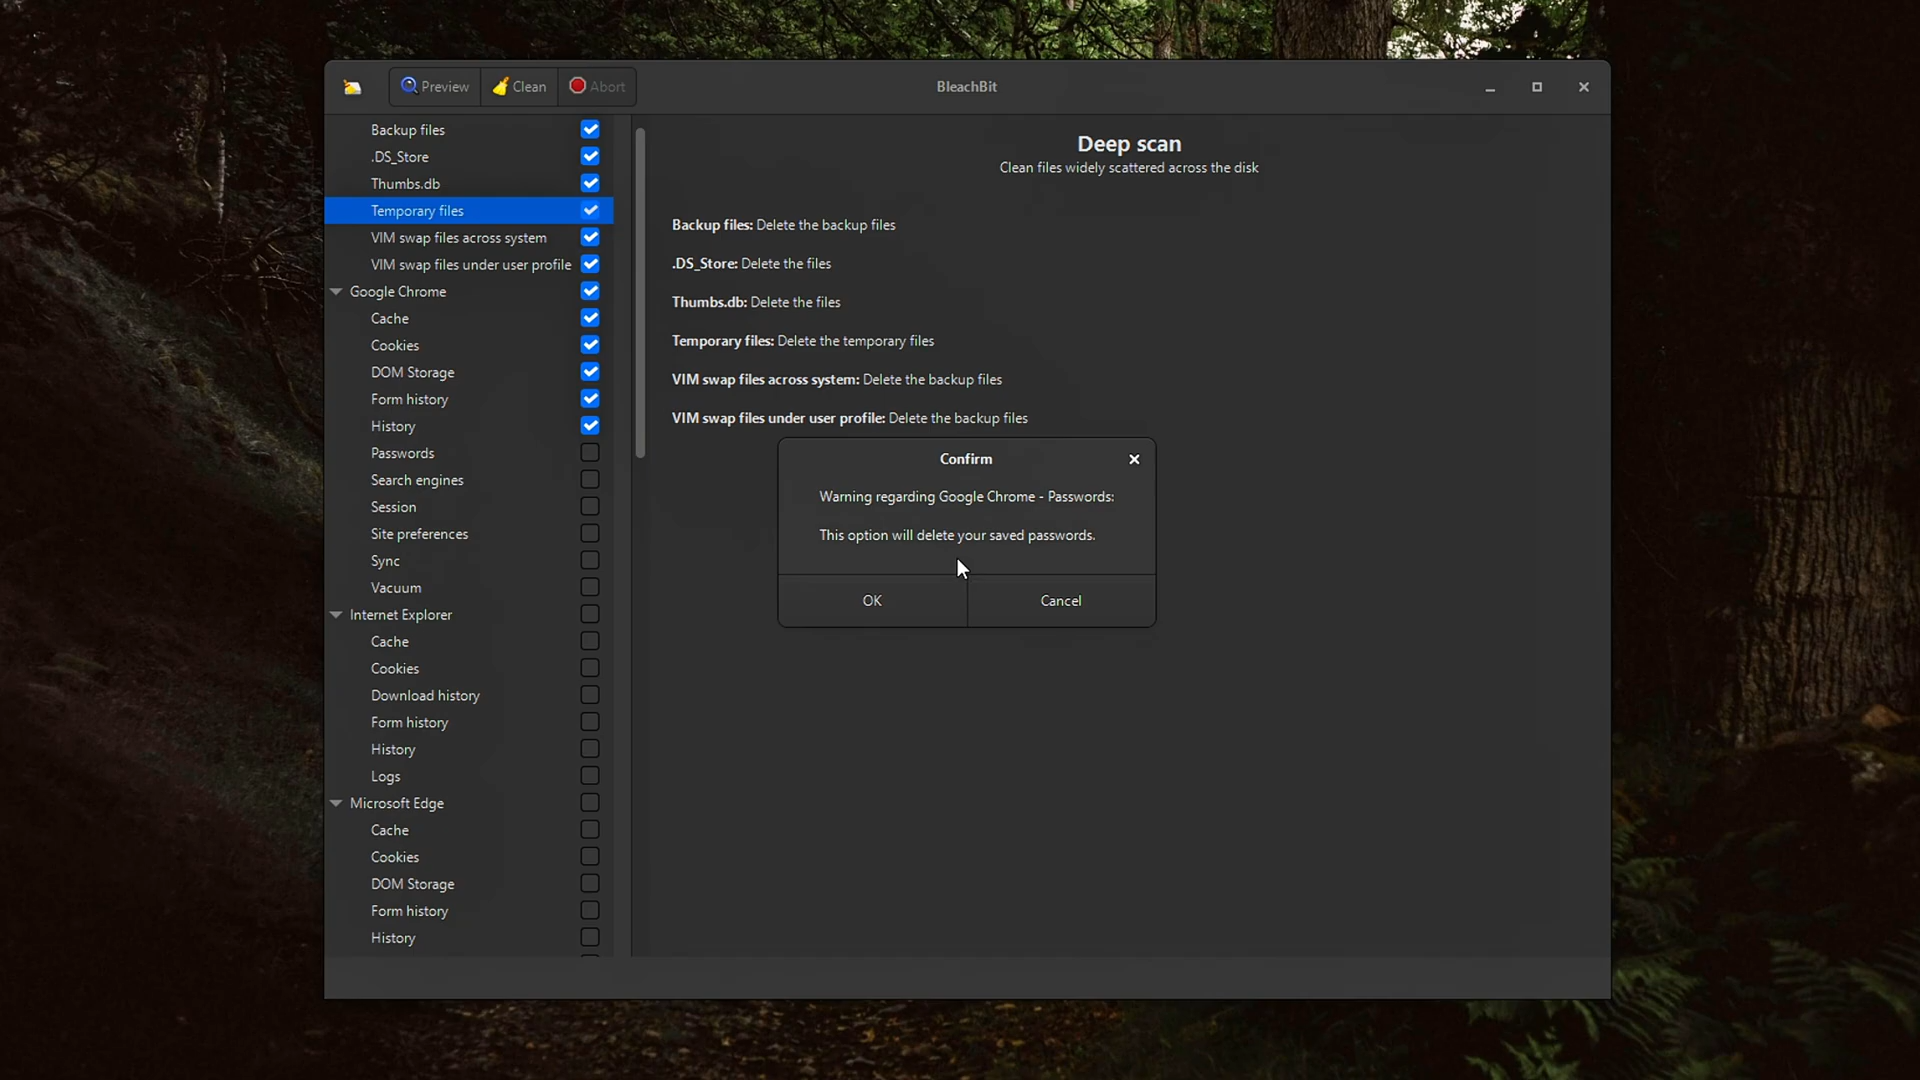 Preview
Clean
Abort
BleachBit
Backup files
.DS_Store
Thumbs.db
Temporary files
VIM swap files across system
VIM swap files under user profile
Google Chrome
Cache
Cookies
DOM Storage
Form history
History
Passwords
Search engines
Session
Site preferences
Sync
Vacuum
Internet Explorer
Cache
Cookies
Download history
Form history
History
Logs
Microsoft Edge
Cache
Cookies
DOM Storage
Form history
History
Deep scan
Clean files widely scattered across the disk
Backup files: Delete the backup files
.DS_Store: Delete the files
Thumbs.db: Delete the files
Temporary files: Delete the temporary files
VIM swap files across system: Delete the backup files
VIM swap files under user profile: Delete the backup files
Confirm
Warning regarding Google Chrome - Passwords:
This option will delete your saved passwords.
OK
Cancel